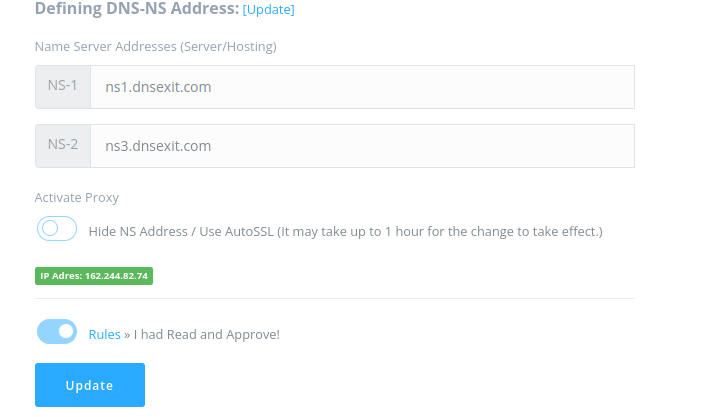 Defining DNS-NS Address: [Update]
Name Server Addresses (Server/Hosting)
NS-1 ns1.dnsexit.com
NS-2 ns3.dnsexit.com
Activate Proxy
Hide NS Address / Use AutoSSL (It may take up to 1 hour for the change to take effect.)
IP Adres: 162.244.82.74
Rules » I had Read and Approve!
Update